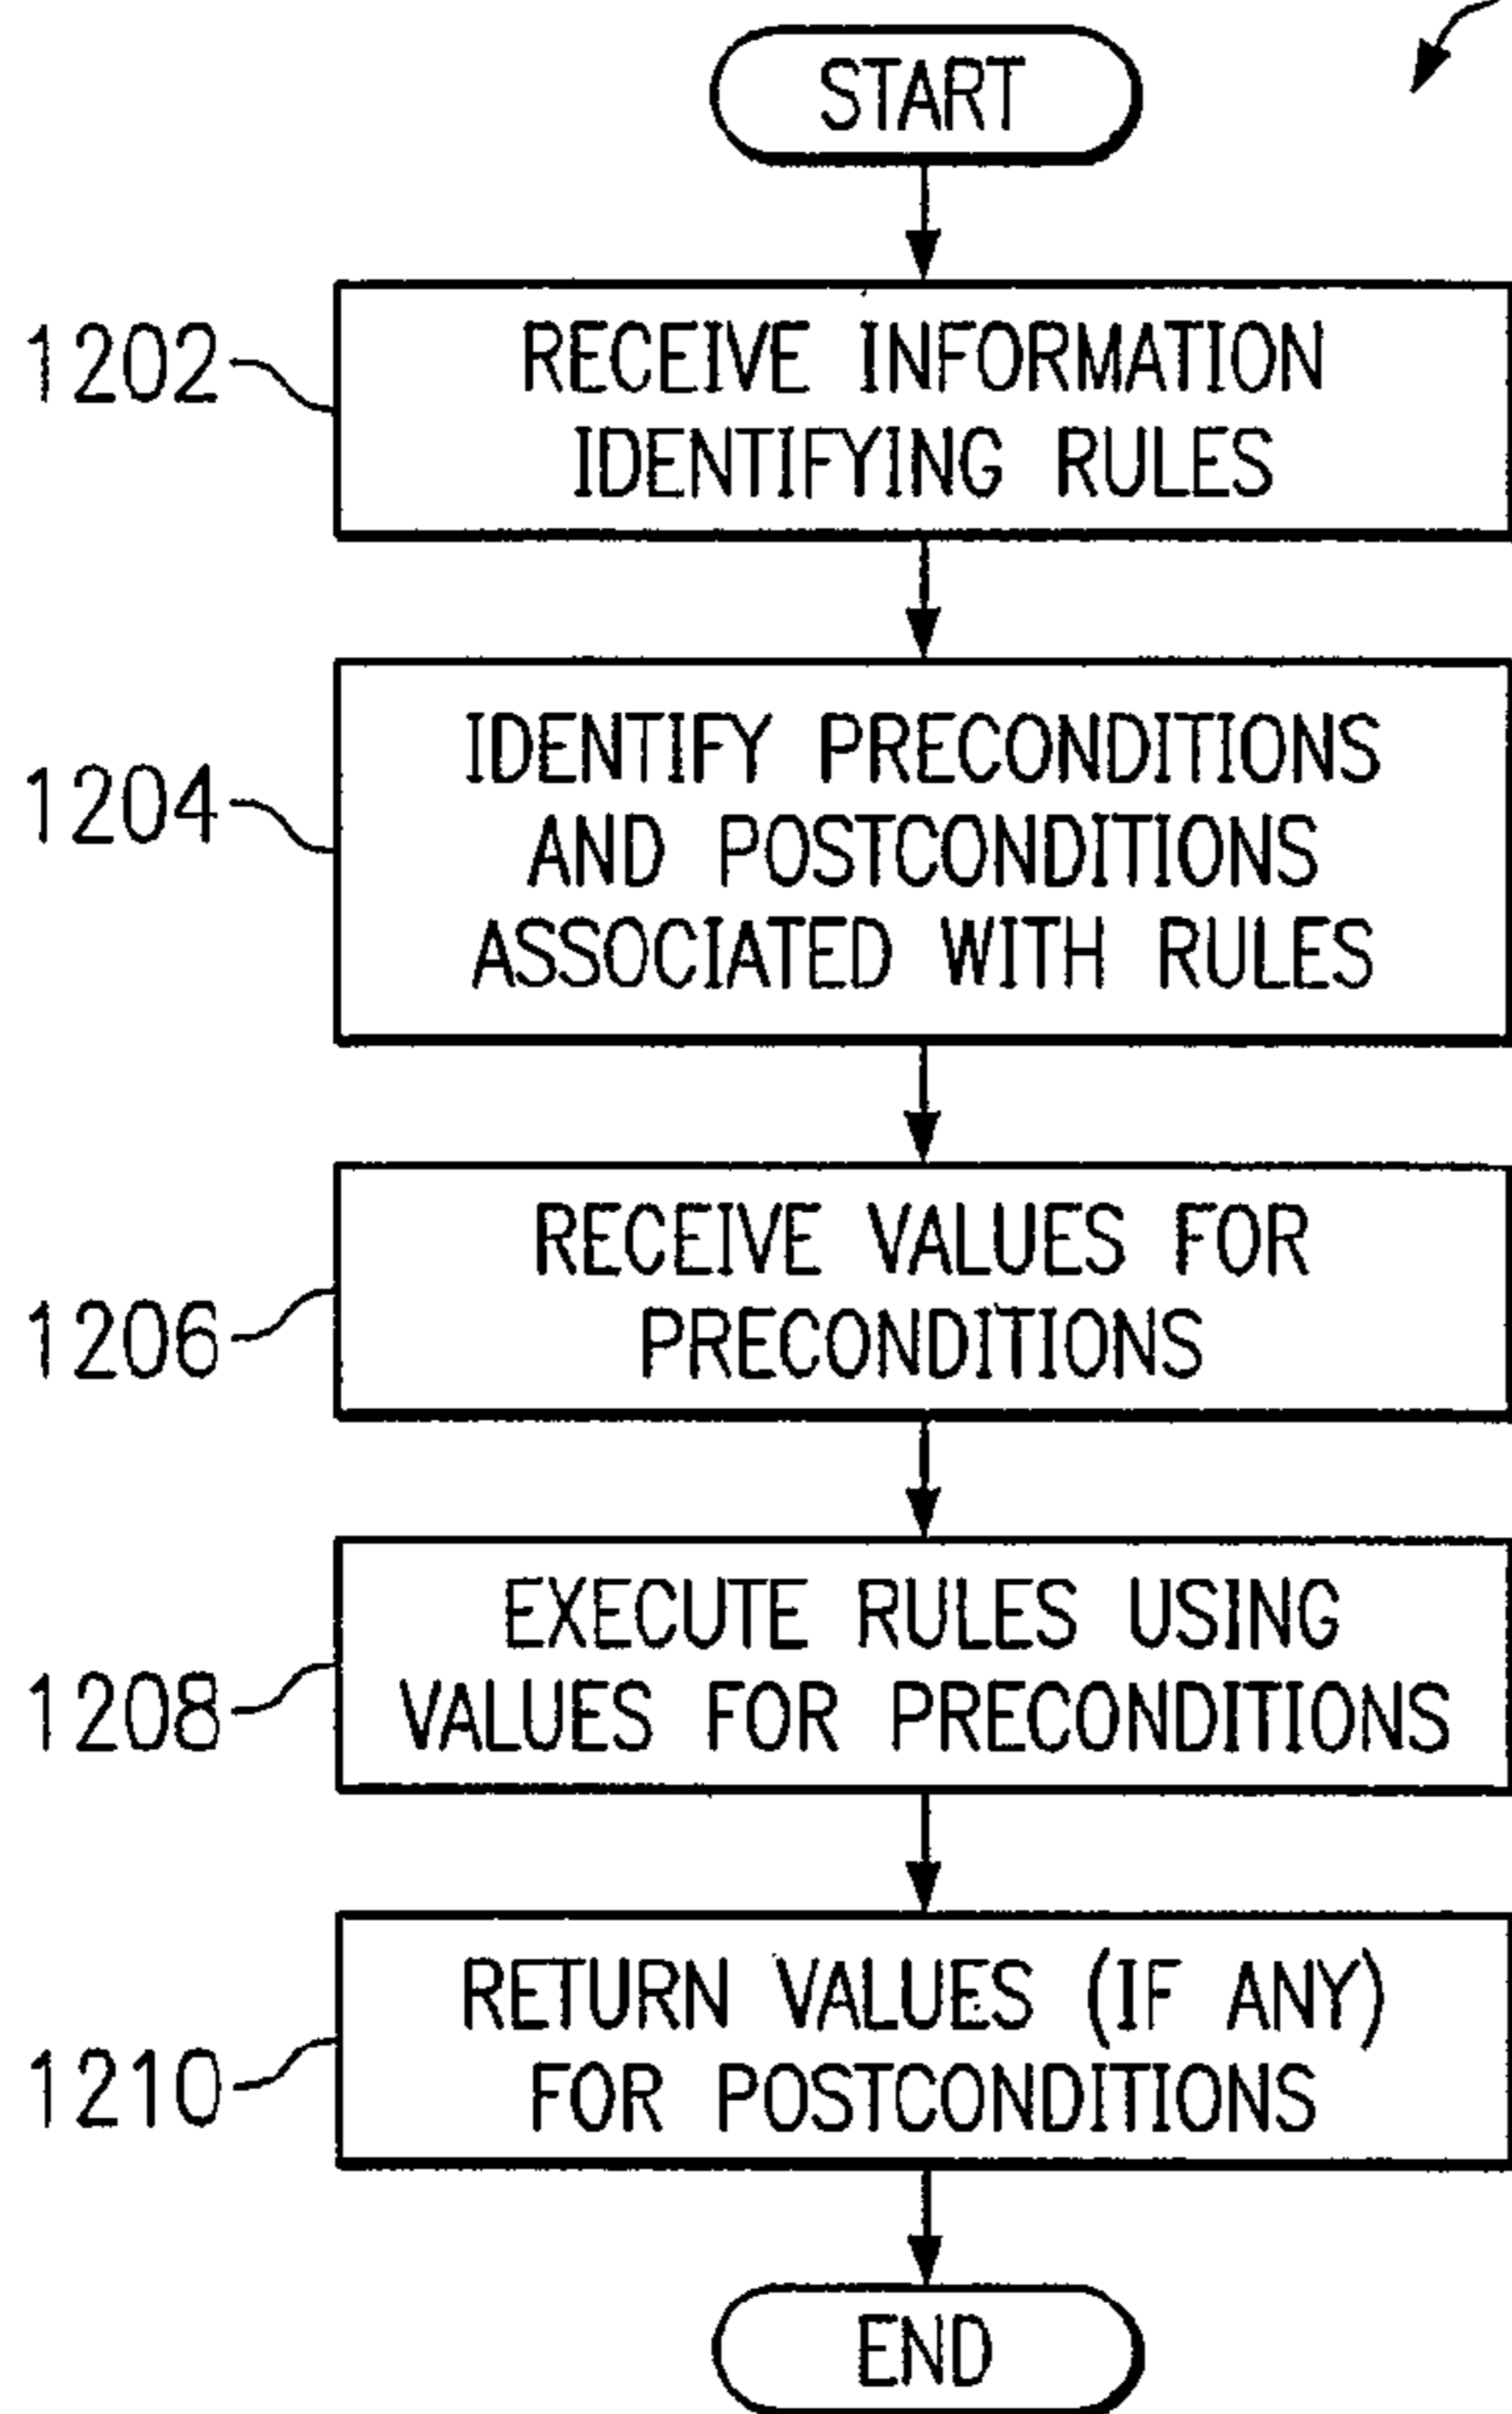 START
1202
RECEIVE INFORMATION
IDENTIFYING RULES
1204
IDENTIFY PRECONDITIONS
AND POSTCONDITIONS
ASSOCIATED WITH RULES
1206
RECEIVE VALUES FOR
PRECONDITIONS
1208
EXECUTE RULES USING
VALUES FOR PRECONDITIONS
1210
RETURN VALUES (IF ANY)
FOR POSTCONDITIONS
END